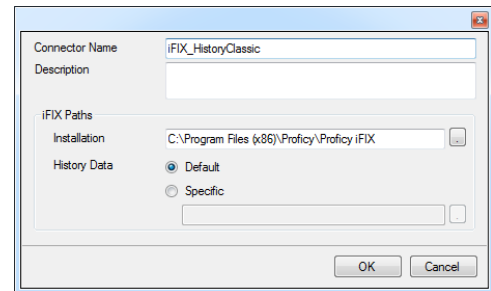 Connector Name iFIX_HistoryClassic
Description
iFIX Paths
Installation C:\Program Files (x86)\Proficy\Proficy iFIX .
History Data Default
Specific
.
OK Cancel